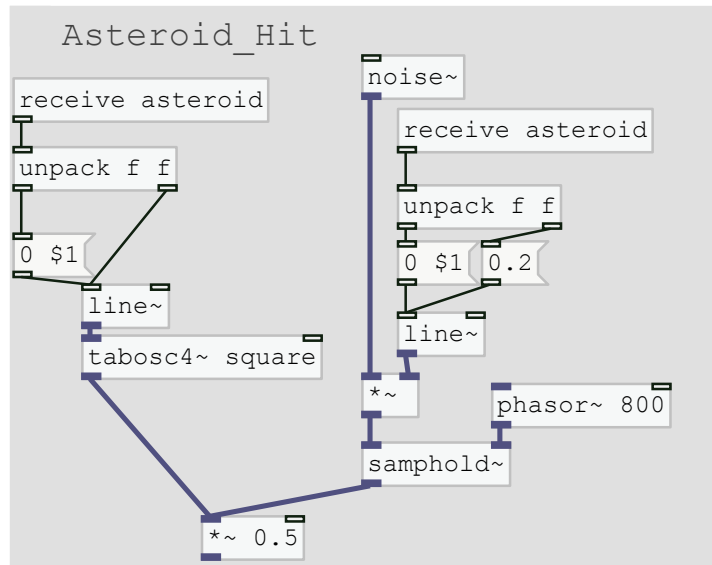 Asteroid_Hit
noise~
receive asteroid
receive asteroid
unpack f f
unpack f f
0 $1
0 $1
0.2
line~
line~
tabosc4~ square
*~
phasor~ 800
samphold~
*~ 0.5